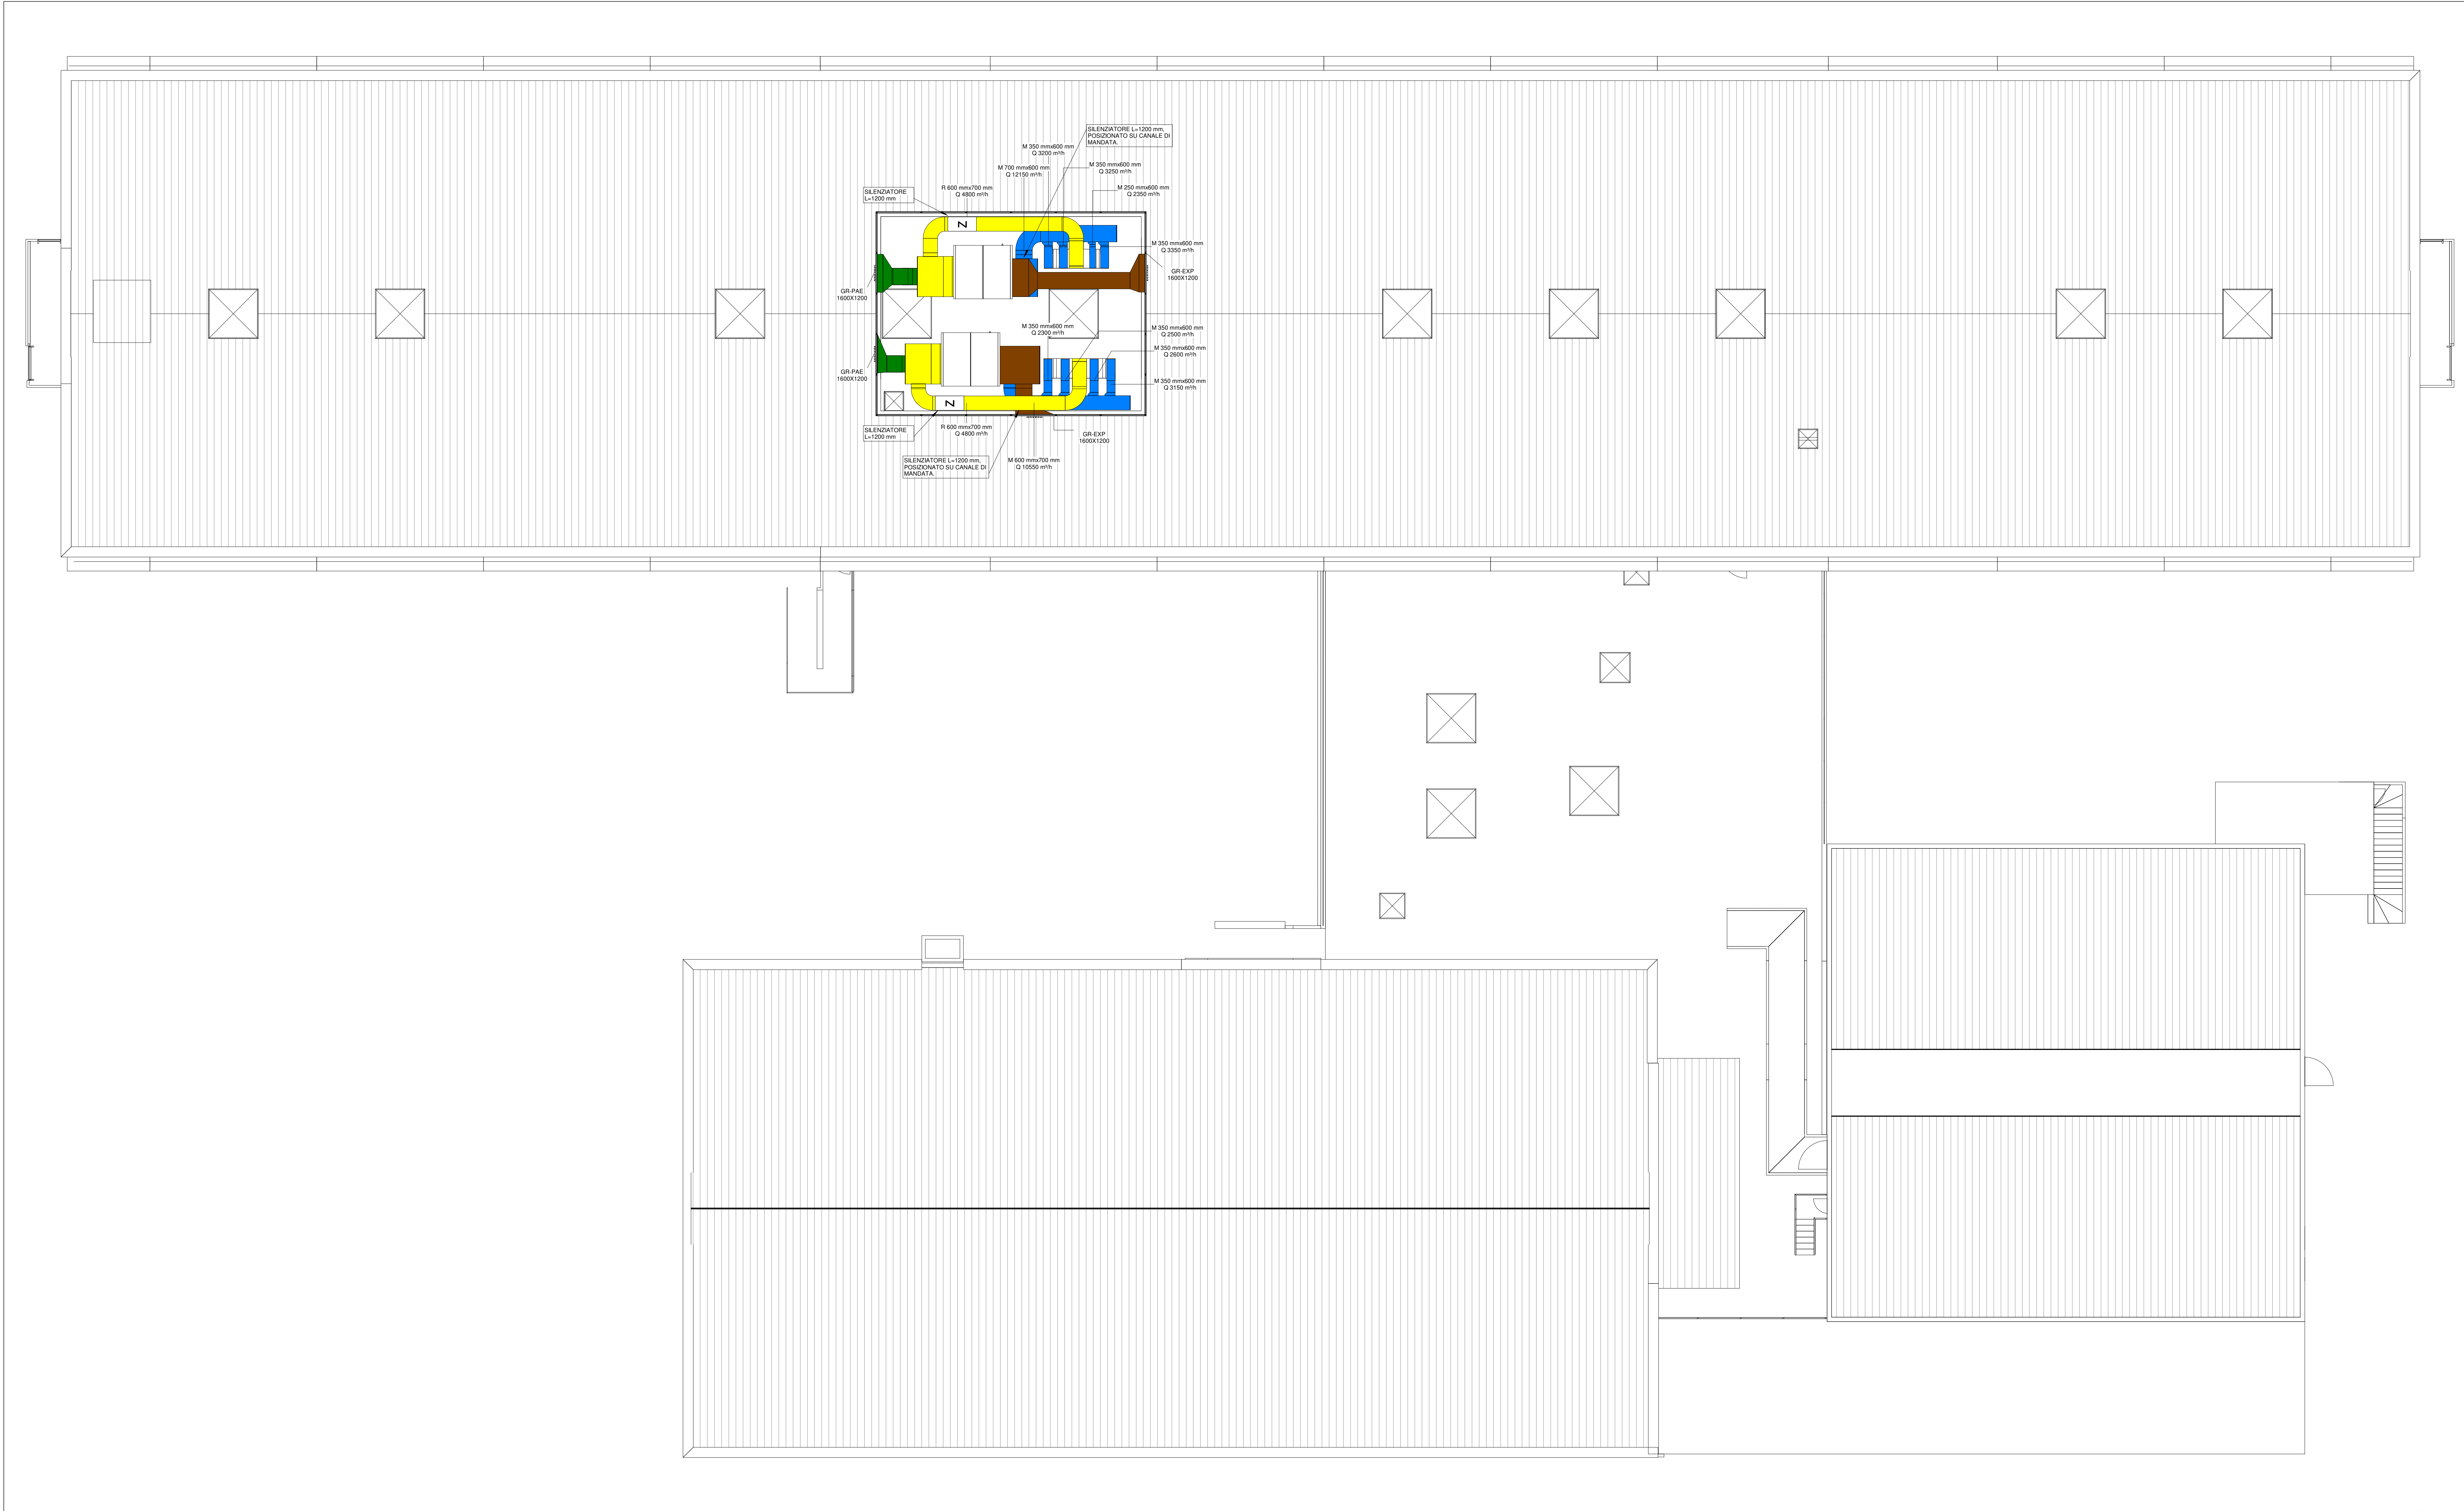 SILENZIATORE L=1200 mm,
POSIZIONATO SU CANALE DI
MANDATA.
M 350 mmx600 mm
Q 3200 m³/h
M 700 mmx600 mm
Q 12150 m³/h
M 350 mmx600 mm
Q 3250 m³/h
SILENZIATORE
L=1200 mm
R 600 mmx700 mm
Q 4800 m³/h
M 250 mmx600 mm
Q 2350 m³/h
M 350 mmx600 mm
Q 3350 m³/h
GR-EXP
1600X1200
GR-PAE
1600X1200
M 350 mmx600 mm
Q 2300 m³/h
M 350 mmx600 mm
Q 2500 m³/h
M 350 mmx600 mm
Q 2600 m³/h
GR-PAE
1600X1200
M 350 mmx600 mm
Q 3150 m³/h
SILENZIATORE
L=1200 mm
R 600 mmx700 mm
Q 4800 m³/h
GR-EXP
1600X1200
SILENZIATORE L=1200 mm,
POSIZIONATO SU CANALE DI
MANDATA.
M 600 mmx700 mm
Q 10550 m³/h